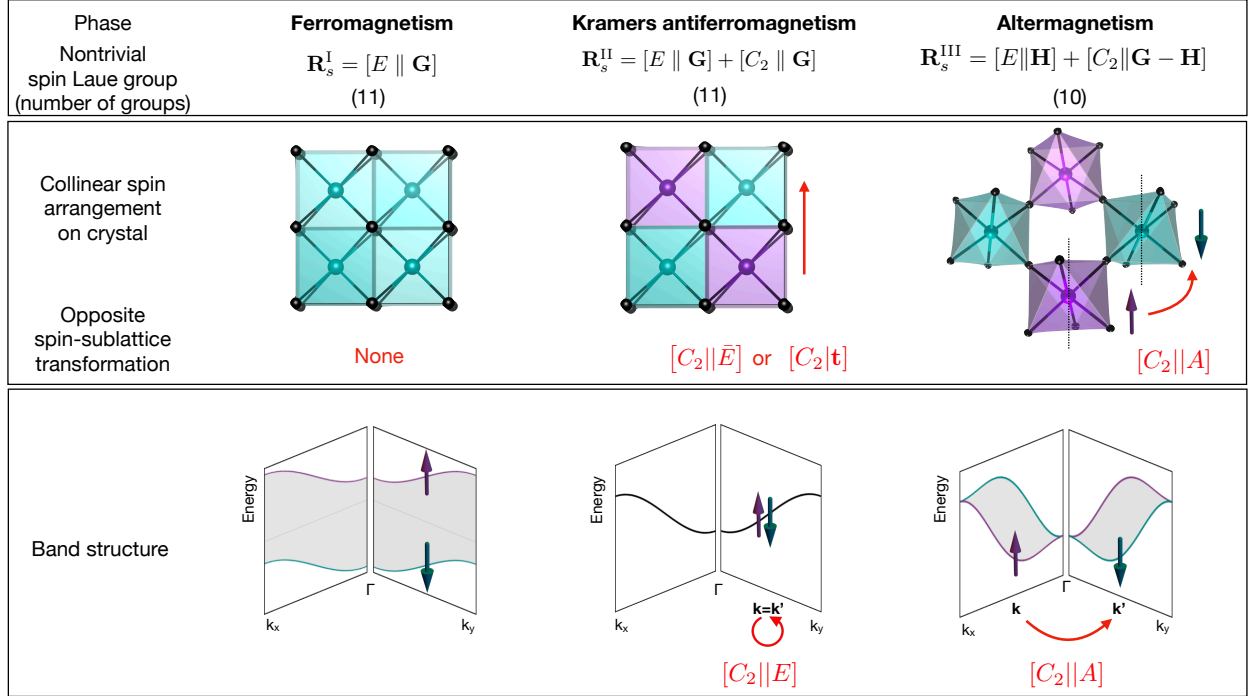 Phase
Ferromagnetism
Kramers antiferromagnetism
Altermagnetism
Nontrivial
spin Laue group
(number of groups)
R_s^I = [E ∥ G]
R_s^II = [E ∥ G] + [C_2 ∥ G]
R_s^III = [E∥H] + [C_2∥G − H]
(11)
(11)
(10)
Collinear spin
arrangement
on crystal
Opposite
spin-sublattice
transformation
None
[C_2||Ē] or [C_2|t]
[C_2||A]
Band structure
Energy
Γ
k_x
k_y
Energy
Γ
k_x
k=k'
k_y
[C_2||E]
Energy
Γ
k_x
k
k'
k_y
[C_2||A]